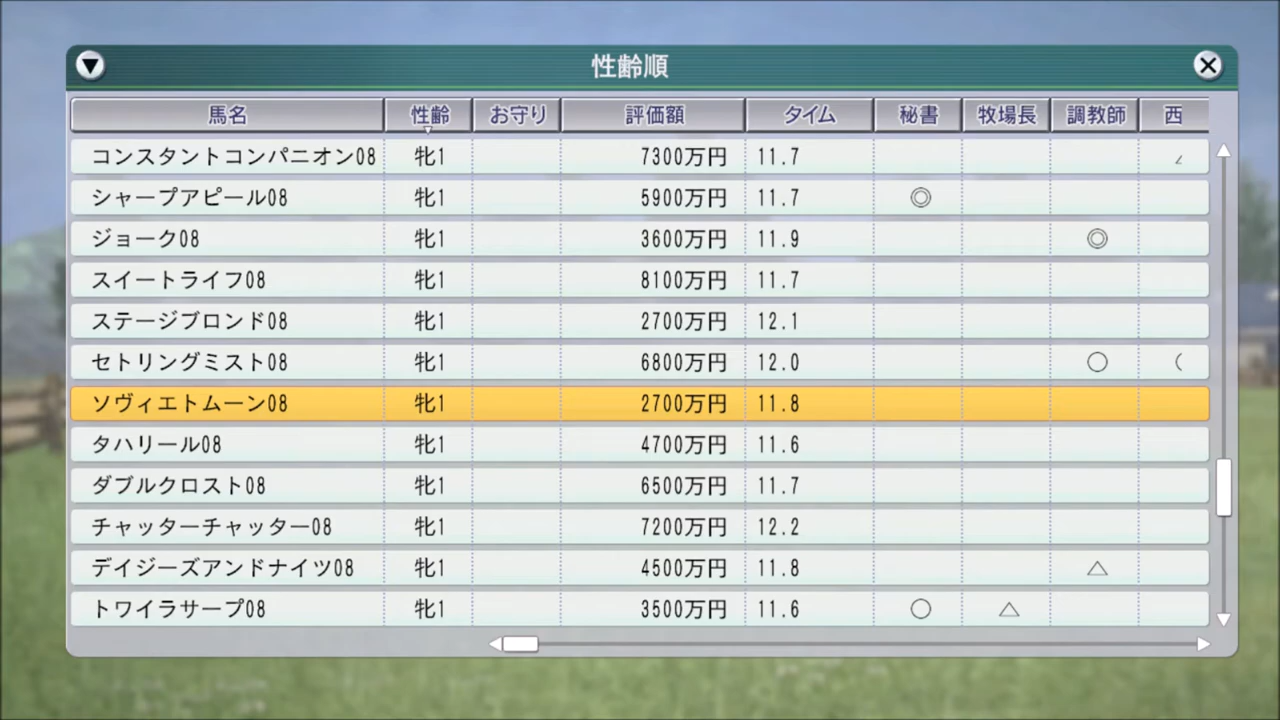 性齢順
馬名 性齢 お守り 評価額 タイム 秘書 牧場長 調教師 西
コンスタントコンパニオン08 牝1 7300万円 11.7
シャープアピール08 牝1 5900万円 11.7 ◎
ジョーク08 牝1 3600万円 11.9 ◎
スイートライフ08 牝1 8100万円 11.7
ステージブロンド08 牝1 2700万円 12.1
セトリングミスト08 牝1 6800万円 12.0 ○
ソヴィエトムーン08 牝1 2700万円 11.8
タハリール08 牝1 4700万円 11.6
ダブルクロスト08 牝1 6500万円 11.7
チャッターチャッター08 牝1 7200万円 12.2
デイジーズアンドナイツ08 牝1 4500万円 11.8 △
トワイラサープ08 牝1 3500万円 11.6 ○ △